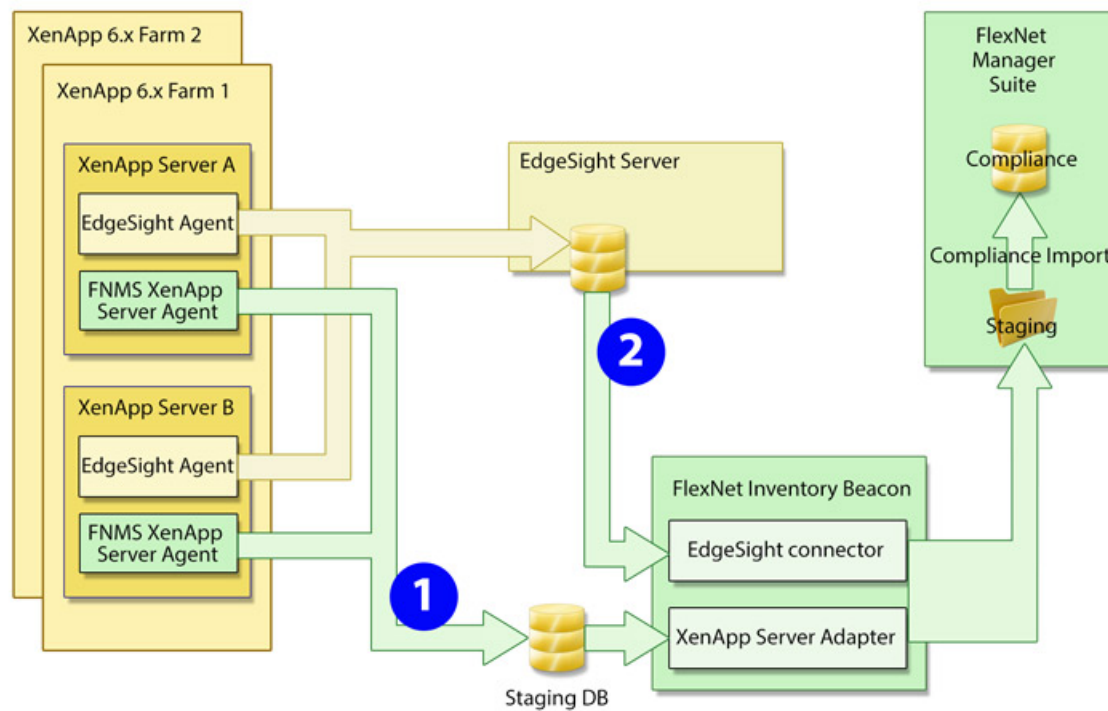 XenApp 6.x Farm 2
XenApp 6.x Farm 1
XenApp Server A
EdgeSight Agent
FNMS XenApp
Server Agent
XenApp Server B
EdgeSight Agent
FNMS XenApp
Server Agent
EdgeSight Server
2
1
Staging DB
FlexNet Inventory Beacon
EdgeSight connector
XenApp Server Adapter
FlexNet
Manager
Suite
Compliance
Compliance Import
Staging